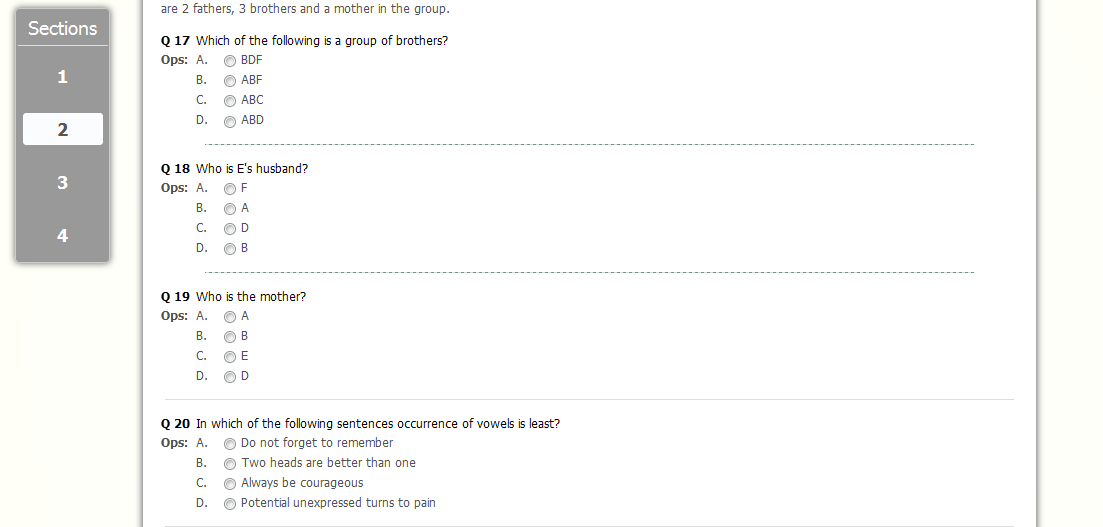 Sections
1
2
3
4
are 2 fathers, 3 brothers and a mother in the group.
Q 17 Which of the following is a group of brothers?
Ops: A. BDF
B. ABF
C. ABC
D. ABD
Q 18 Who is E's husband?
Ops: A. F
B. A
C. D
D. B
Q 19 Who is the mother?
Ops: A. A
B. B
C. E
D. D
Q 20 In which of the following sentences occurrence of vowels is least?
Ops: A. Do not forget to remember
B. Two heads are better than one
C. Always be courageous
D. Potential unexpressed turns to pain